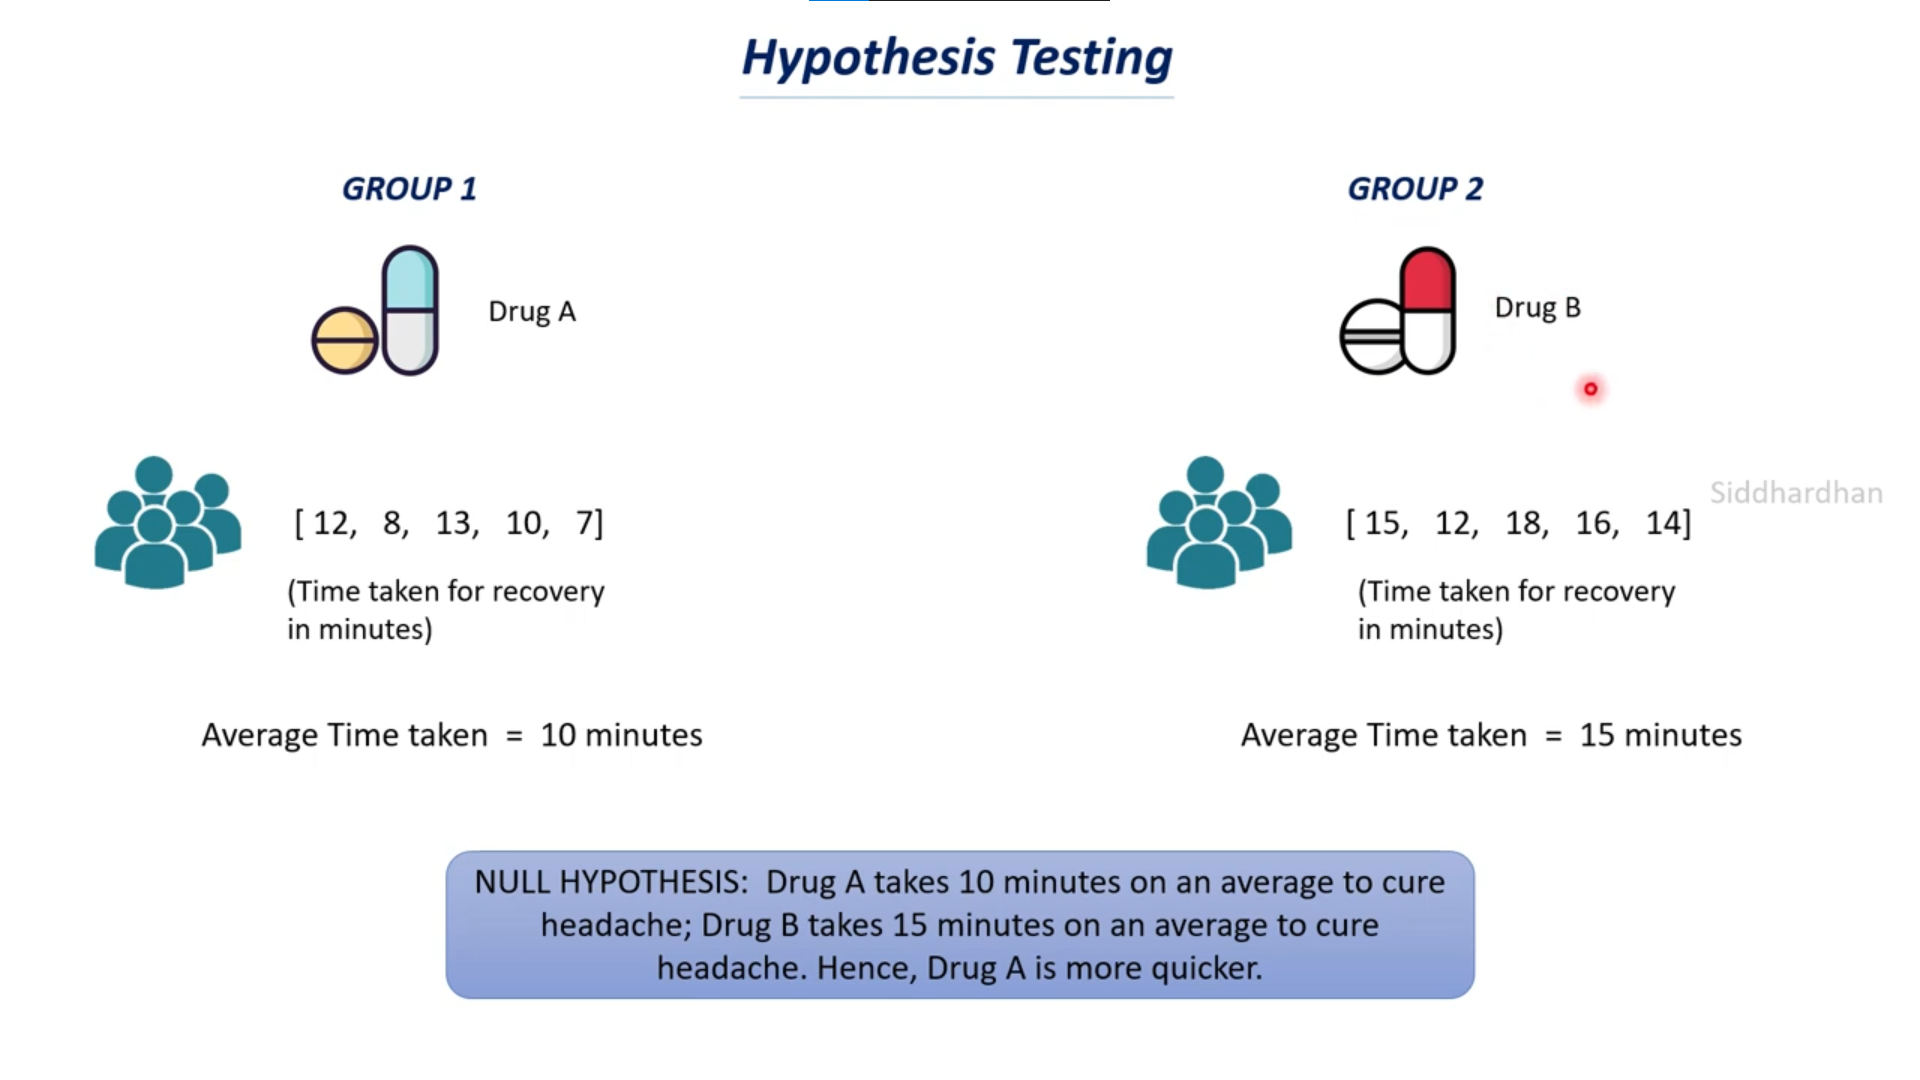 Hypothesis Testing
GROUP 1
GROUP 2
Drug A
Drug B
Siddhardhan
[ 12, 8, 13, 10, 7]
[ 15, 12, 18, 16, 14]
(Time taken for recovery
in minutes)
(Time taken for recovery
in minutes)
Average Time taken = 10 minutes
Average Time taken = 15 minutes
NULL HYPOTHESIS: Drug A takes 10 minutes on an average to cure
headache; Drug B takes 15 minutes on an average to cure
headache. Hence, Drug A is more quicker.